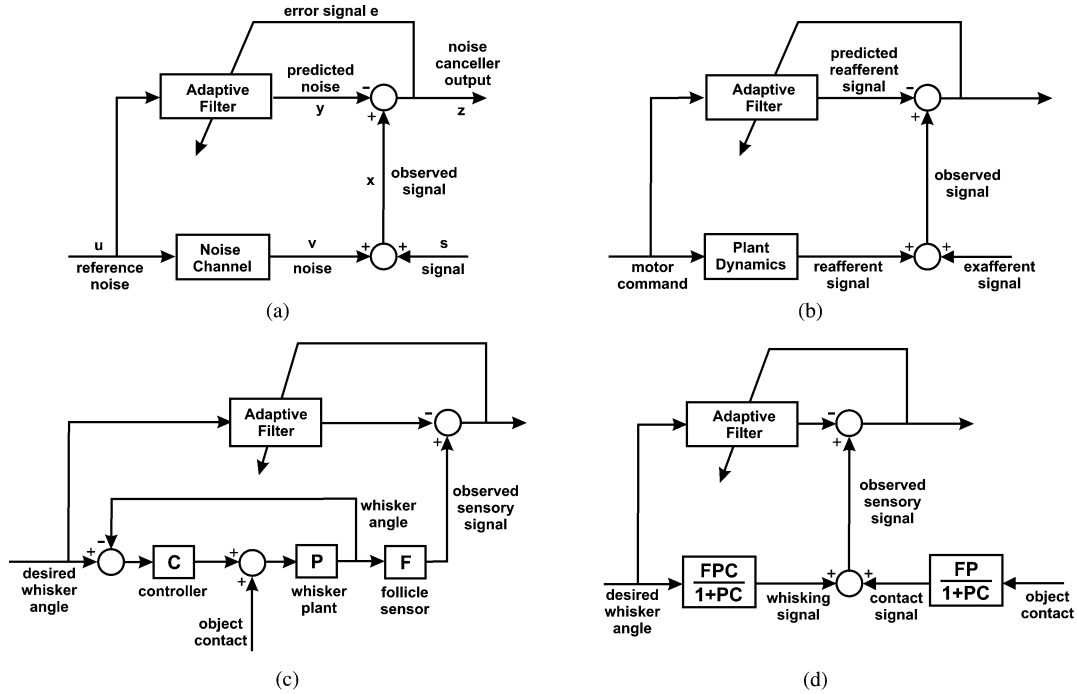 error signal e
Adaptive
Filter
predicted
noise
y
-
+
noise
canceller
output
z
x
observed
signal
u
reference
noise
Noise
Channel
v
noise
+
+
s
signal
(a)
Adaptive
Filter
predicted
reafferent
signal
-
+
observed
signal
motor
command
Plant
Dynamics
reafferent
signal
+
+
exafferent
signal
(b)
Adaptive
Filter
-
+
observed
sensory
signal
whisker
angle
desired
whisker
angle
+
-
C
controller
+
+
object
contact
P
whisker
plant
F
follicle
sensor
(c)
Adaptive
Filter
-
+
observed
sensory
signal
desired
whisker
angle
FPC
1+PC
whisking
signal
+
+
contact
signal
FP
1+PC
object
contact
(d)